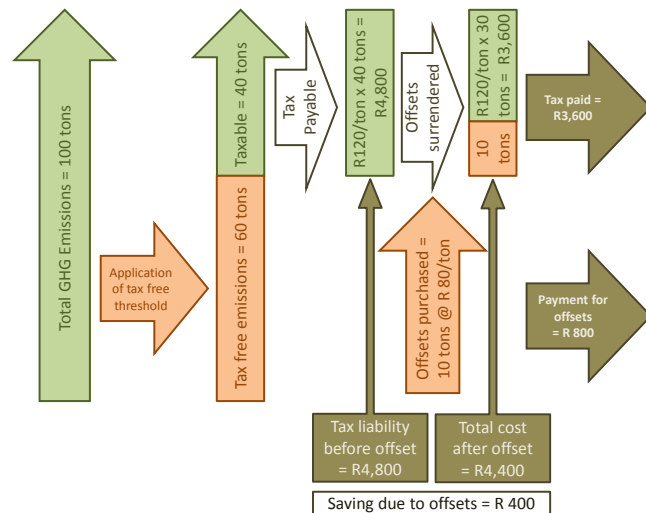 Total GHG Emissions = 100 tons
Application
of tax free
threshold
Taxable = 40 tons
Tax free emissions = 60 tons
Tax
Payable
R120/ton x 40 tons =
R4,800
Offsets
surrendered
R120/ton x 30
tons = R3,600
10
tons
Tax paid =
R3,600
Offsets purchased =
10 tons @ R 80/ton
Payment for
offsets
= R 800
Tax liability
before offset
= R4,800
Total cost
after offset
= R4,400
Saving due to offsets = R 400